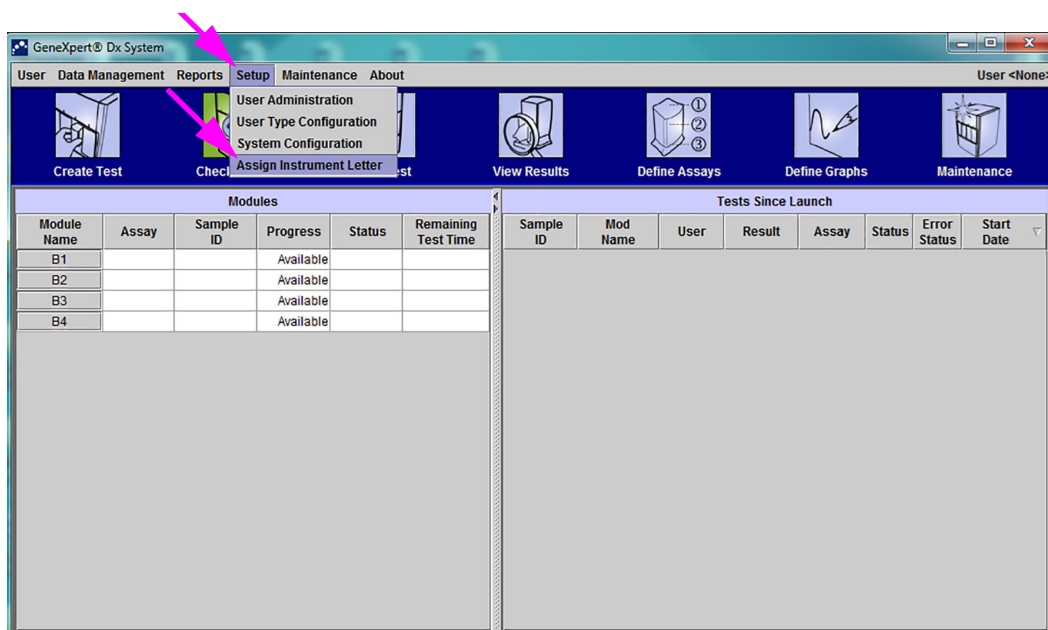 GeneXpert® Dx System
User Data Management Reports Setup Maintenance About User <None>
User Administration
User Type Configuration
System Configuration
Assign Instrument Letter
Create Test View Results Define Assays Define Graphs Maintenance
① ② ③
Modules
Tests Since Launch
Module Name Assay Sample ID Progress Status Remaining Test Time
Sample ID Mod Name User Result Assay Status Error Status Start Date
B1 Available
B2 Available
B3 Available
B4 Available